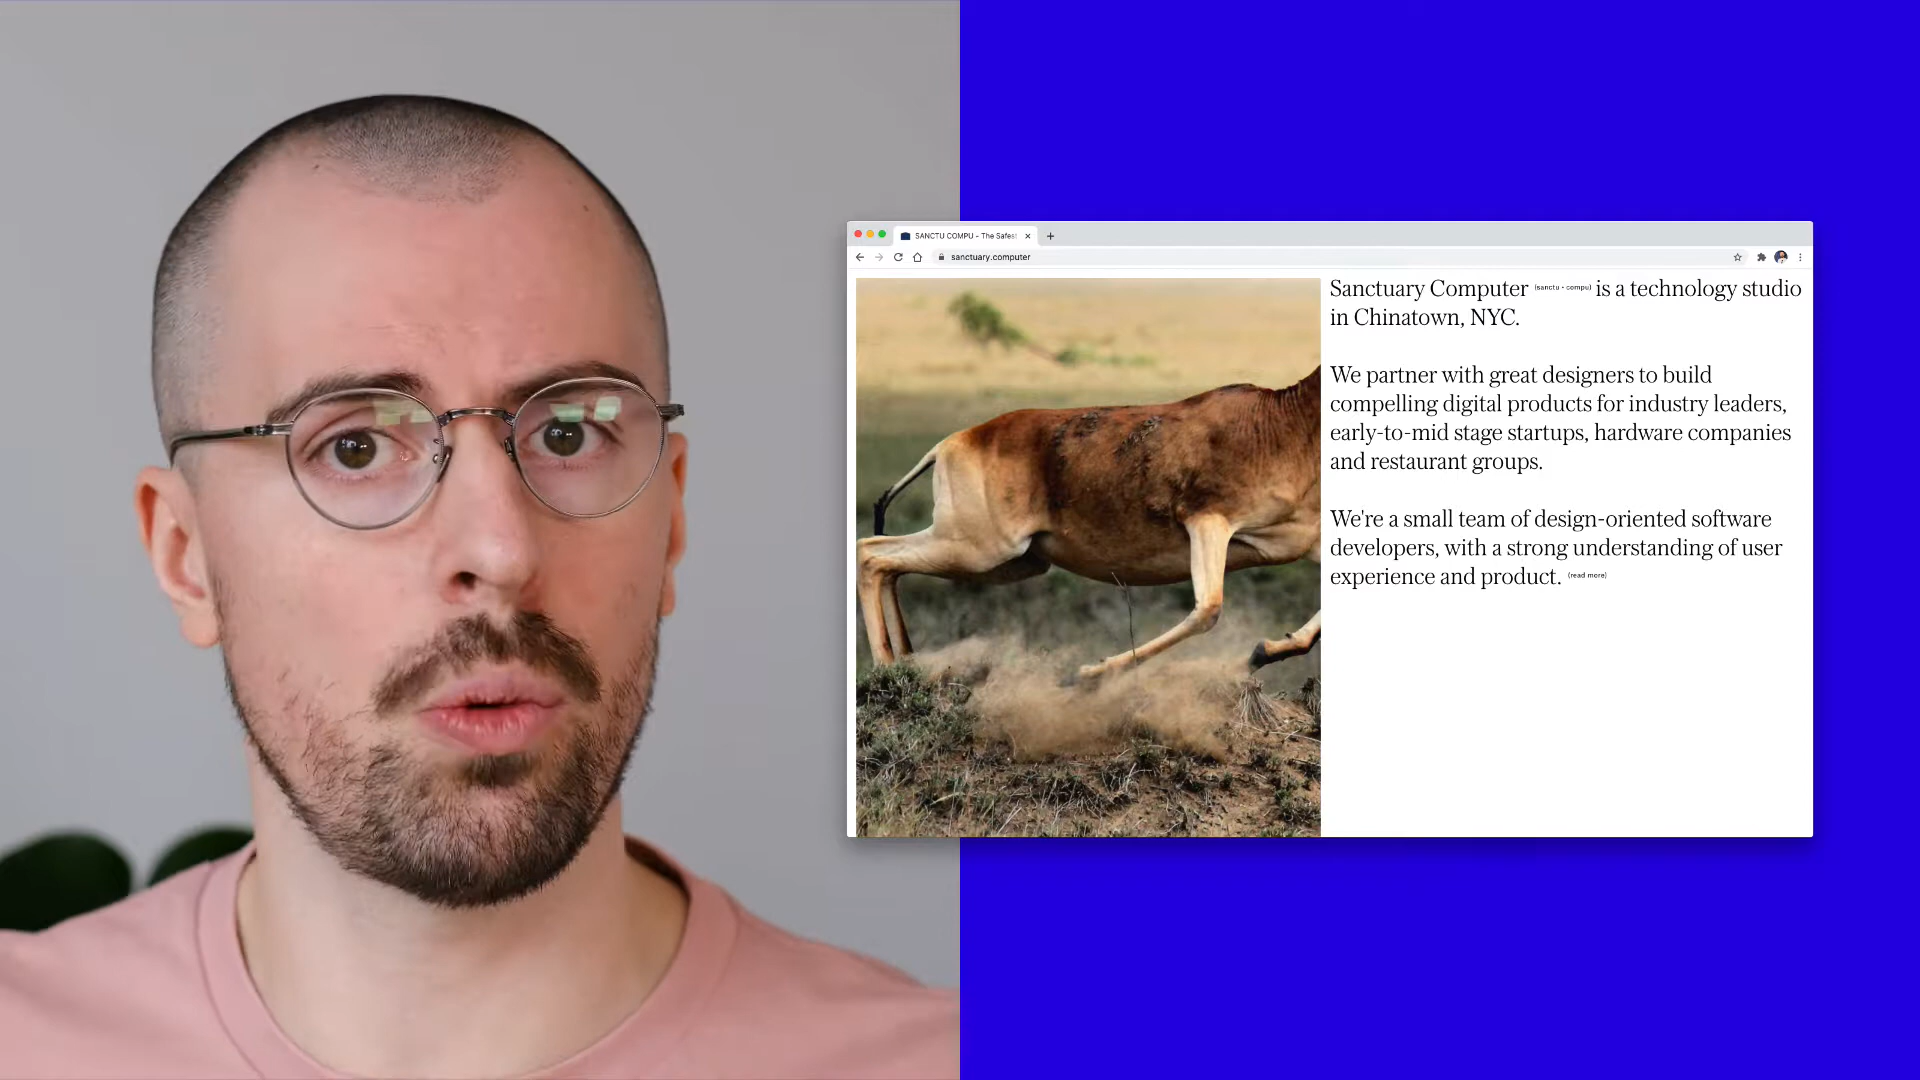 SANCTU COMPU - The Safest
sanctuary.computer
Sanctuary Computer (sanctu • compu) is a technology studio
in Chinatown, NYC.
We partner with great designers to build
compelling digital products for industry leaders,
early-to-mid stage startups, hardware companies
and restaurant groups.
We're a small team of design-oriented software
developers, with a strong understanding of user
experience and product. (read more)